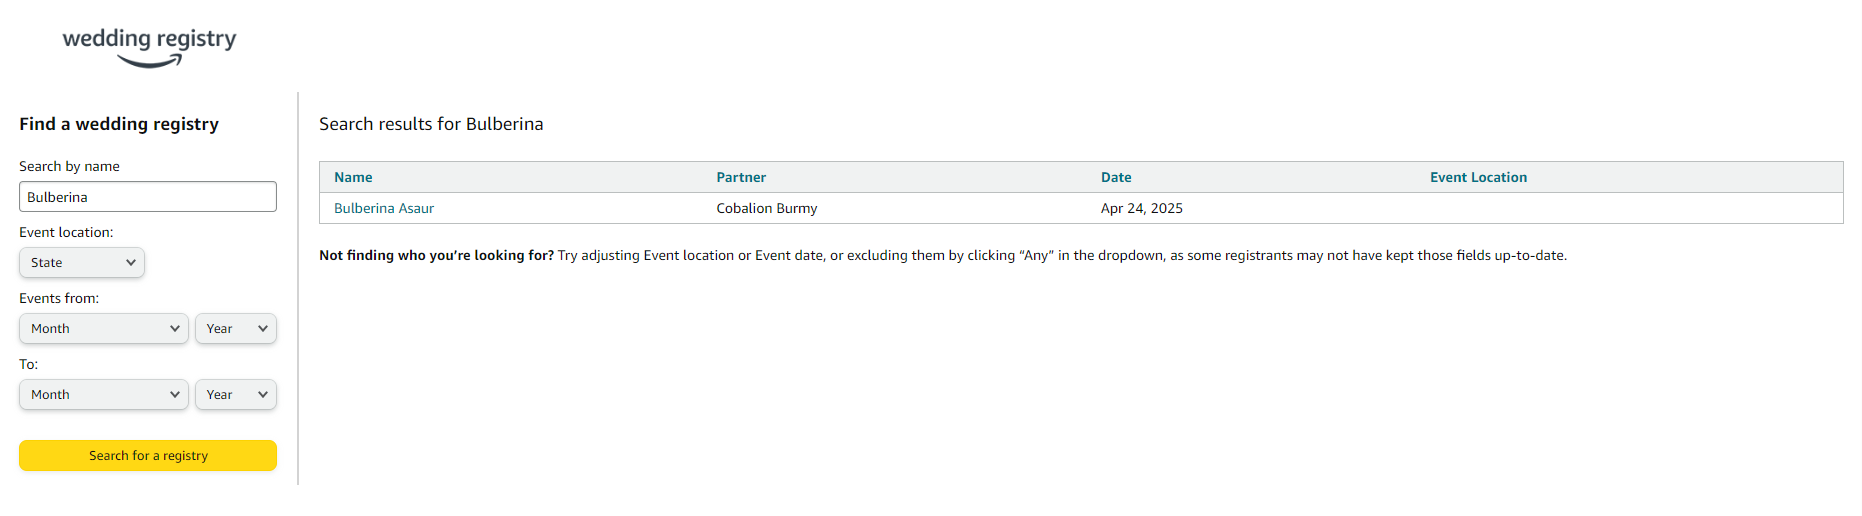 wedding registry
Find a wedding registry
Search by name
Bulberina
Event location:
State
Events from:
Month Year
To:
Month Year
Search for a registry
Search results for Bulberina
Name Partner Date Event Location
Bulberina Asaur Cobalion Burmy Apr 24, 2025
Not finding who you’re looking for? Try adjusting Event location or Event date, or excluding them by clicking “Any” in the dropdown, as some registrants may not have kept those fields up-to-date.